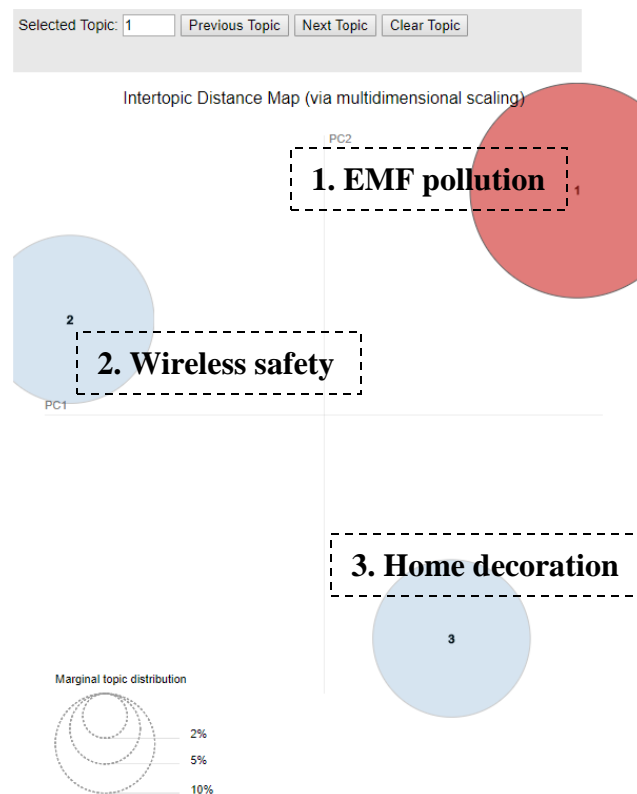 Selected Topic: 1 Previous Topic Next Topic Clear Topic
Intertopic Distance Map (via multidimensional scaling)
PC2
1. EMF pollution
1
2
2. Wireless safety
PC1
3. Home decoration
3
Marginal topic distribution
2%
5%
10%